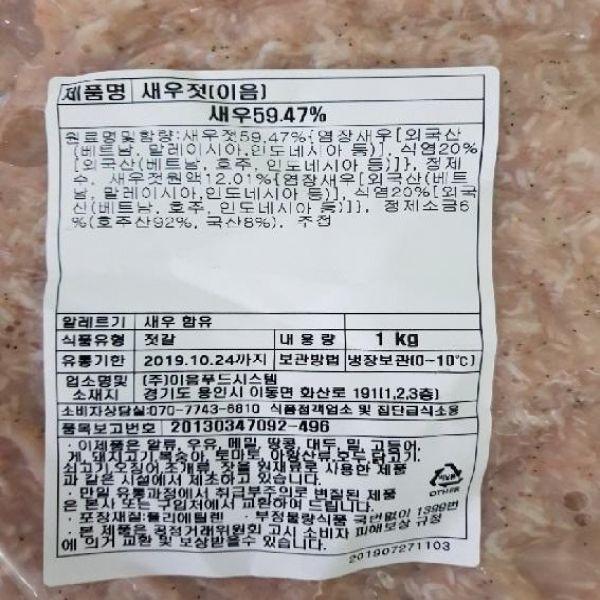 제품명 새우젓(이음)
새우59.47%
원료명및함량:새우젓59.47%{염장새우[외국산
(베트남, 말레이시아,인도네시아 등)], 식염20%
[외국산(베트남, 호주, 인도네시아 등)]}, 정제
수, 새우젓원액12.01%{염장새우[외국산(베트
남, 말레이시아,인도네시아 등)], 식염20%[외국
산(베트남, 호주, 인도네시아 등)]}, 정제소금6
%(호주산92%, 국산8%), 주정
알레르기 새우 함유
식품유형 젓갈 내용량 1 kg
유통기한 2019.10.24까지 보관방법 냉장보관(0-10℃)
업소명및 (주)이음푸드시스템
소재지 경기도 용인시 이동면 화산로 191(1,2,3층)
소비자상담실:070-7743-6810 식품접객업소 및 집단급식소용
품목보고번호 20130347092-496
· 이제품은 알류, 우유, 메밀, 땅콩, 대두, 밀, 고등어,
게, 돼지고기,복숭아, 토마토, 아황산류,호두,닭고기,
쇠고기,오징어,조개류, 잣을 원재료로 사용한 제품
과 같은 시설에서 제조하고 있습니다.
· 만일 유통과정에서 취급부주의로 변질된 제품
은 본사 또는 구입처에서 교환하여 드립니다.
· 포장재질:폴리에틸렌 · 부정불량식품 국번없이 1399번
· 본 제품은 공정거래위원회 고시 소비자 피해보상 규정
에 의거 교환 및 보상받을수 있습니다.
OTHER
201907271103